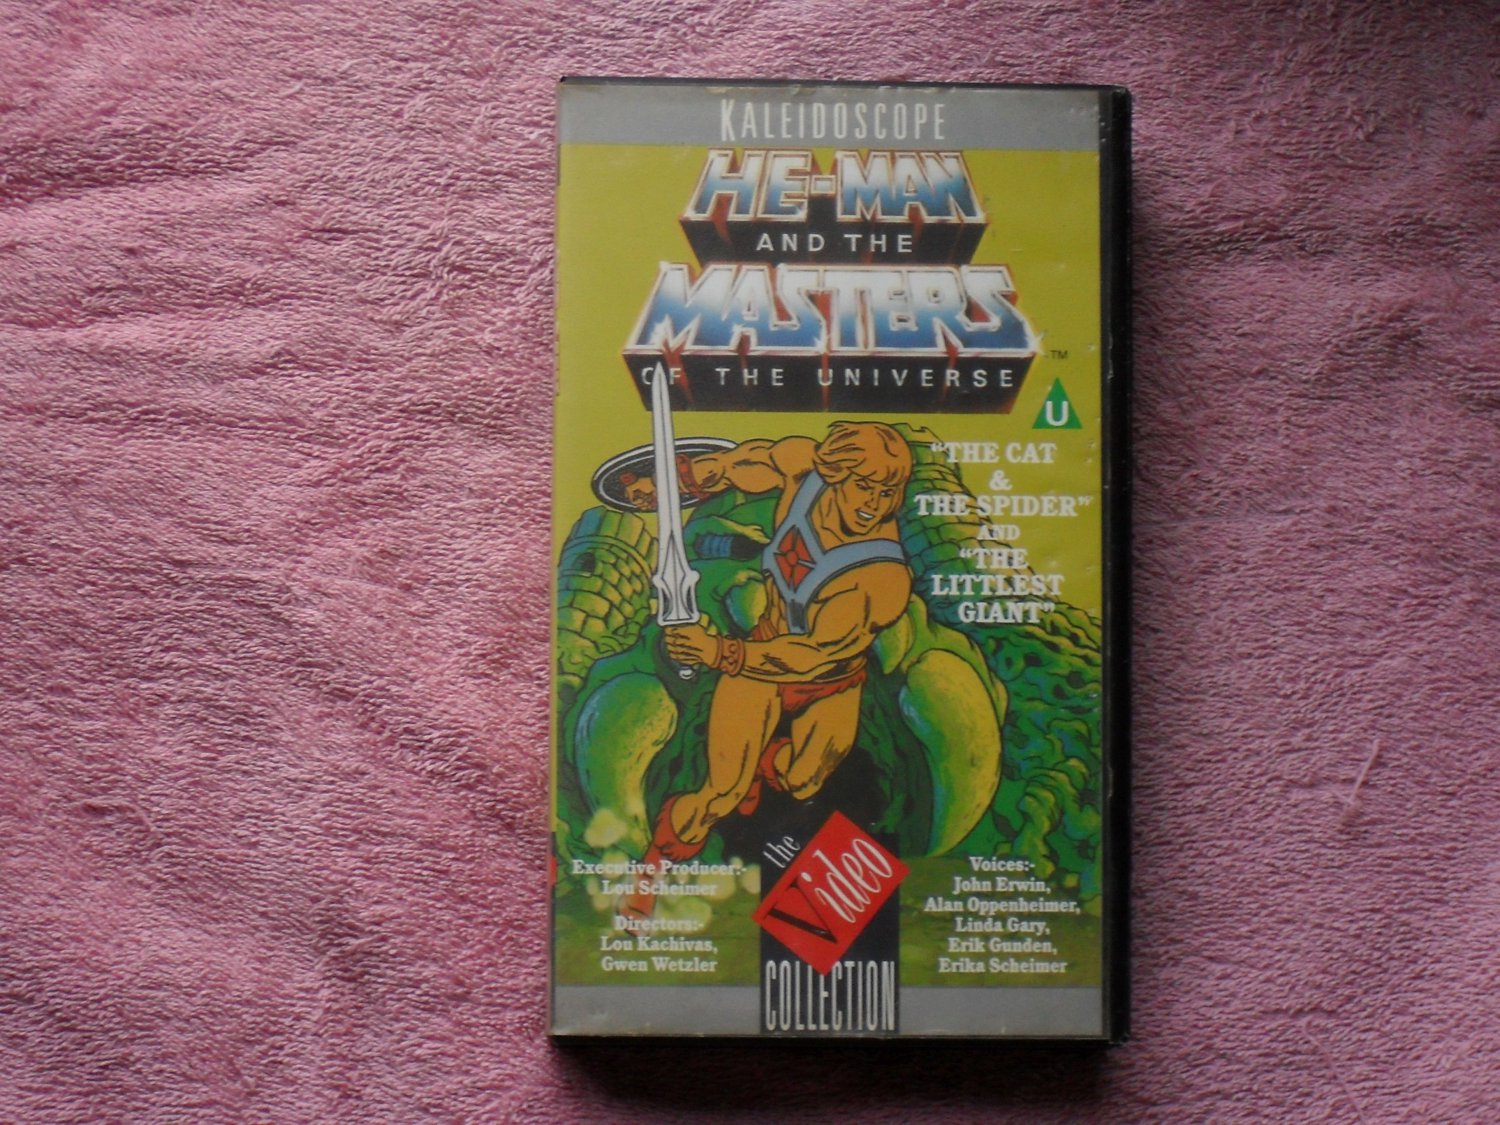 KALEIDOSCOPE
HE-MAN
AND THE
MASTERS
TM
OF THE UNIVERSE
U
"THE CAT
&
THE SPIDER"
AND
"THE
LITTLEST
GIANT"
Executive Producer:-
Lou Scheimer
Directors:-
Lou Kachivas,
Gwen Wetzler
the
Video
COLLECTION
Voices:-
John Erwin,
Alan Oppenheimer,
Linda Gary,
Erik Gunden,
Erika Scheimer